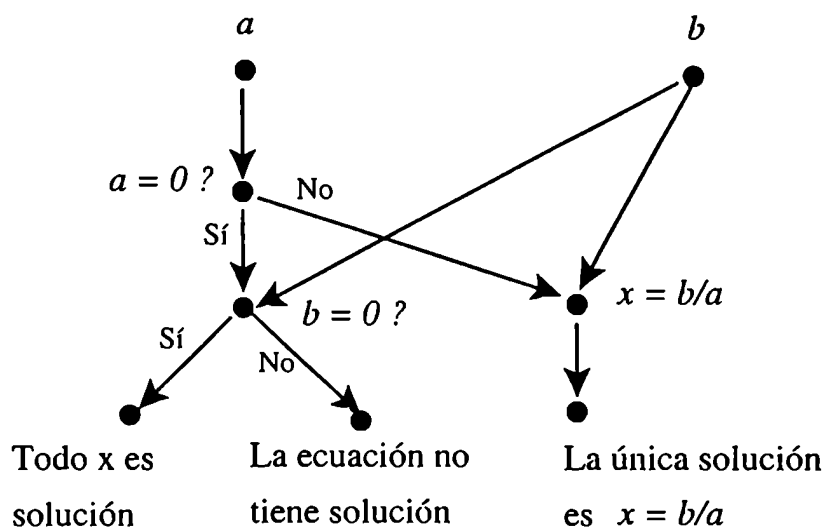 a
b
a = 0 ?
No
Sí
x = b/a
b = 0 ?
Sí
No
Todo x es
solución
La ecuación no
tiene solución
La única solución
es x = b/a